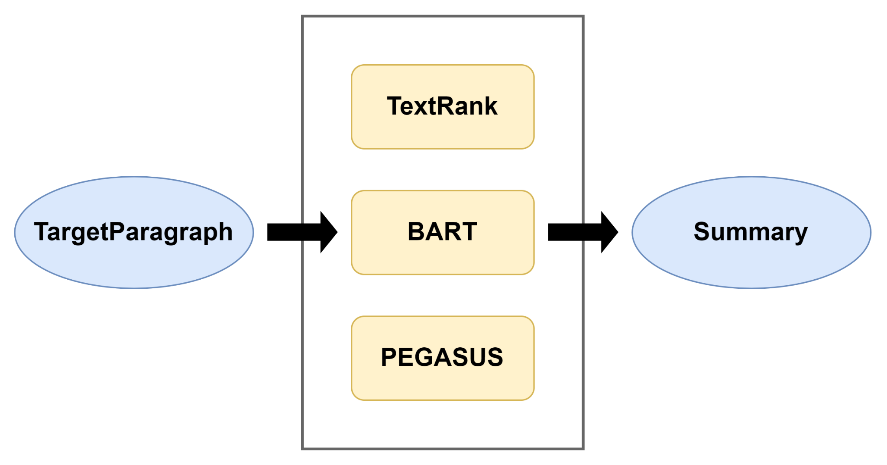 TextRank
TargetParagraph
BART
Summary
PEGASUS